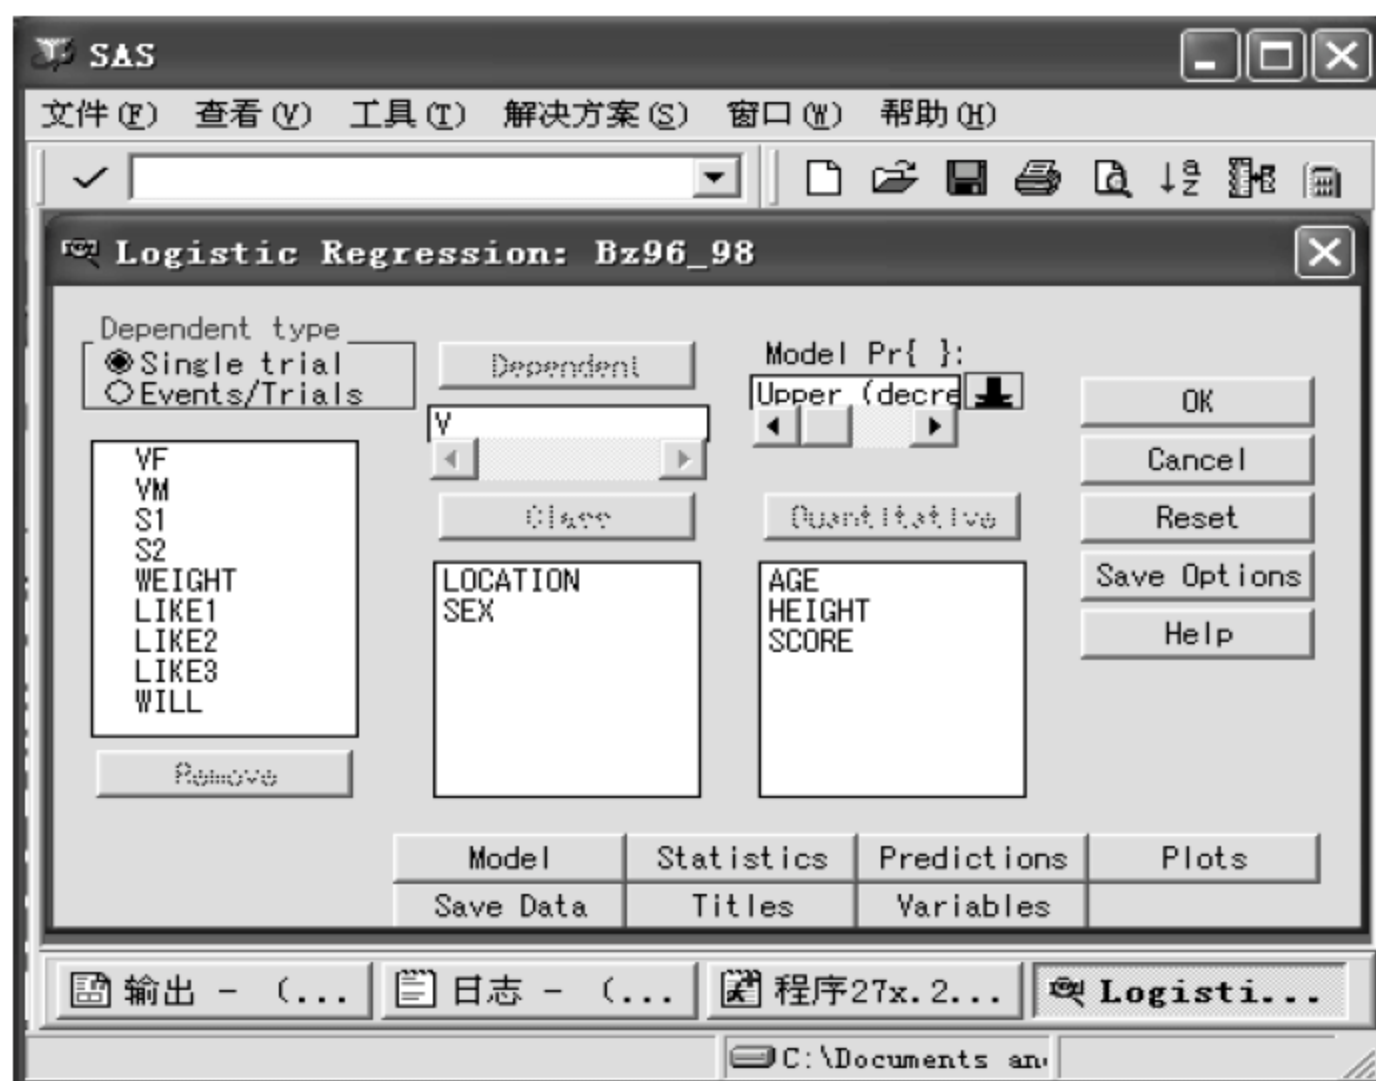 SAS
文件(F) 查看(V) 工具(T) 解决方案(S) 窗口(W) 帮助(H)
Logistic Regression: Bz96_98
Dependent type
Single trial
Events/Trials
Dependent
V
Model Pr{ }:
Upper (decre
OK
Cancel
Reset
Save Options
Help
VF
VM
S1
S2
WEIGHT
LIKE1
LIKE2
LIKE3
WILL
Remove
Class
LOCATION
SEX
Quantitative
AGE
HEIGHT
SCORE
Model Statistics Predictions Plots
Save Data Titles Variables
输出 - (... 日志 - (... 程序27x.2... Logisti...
C:\Documents an